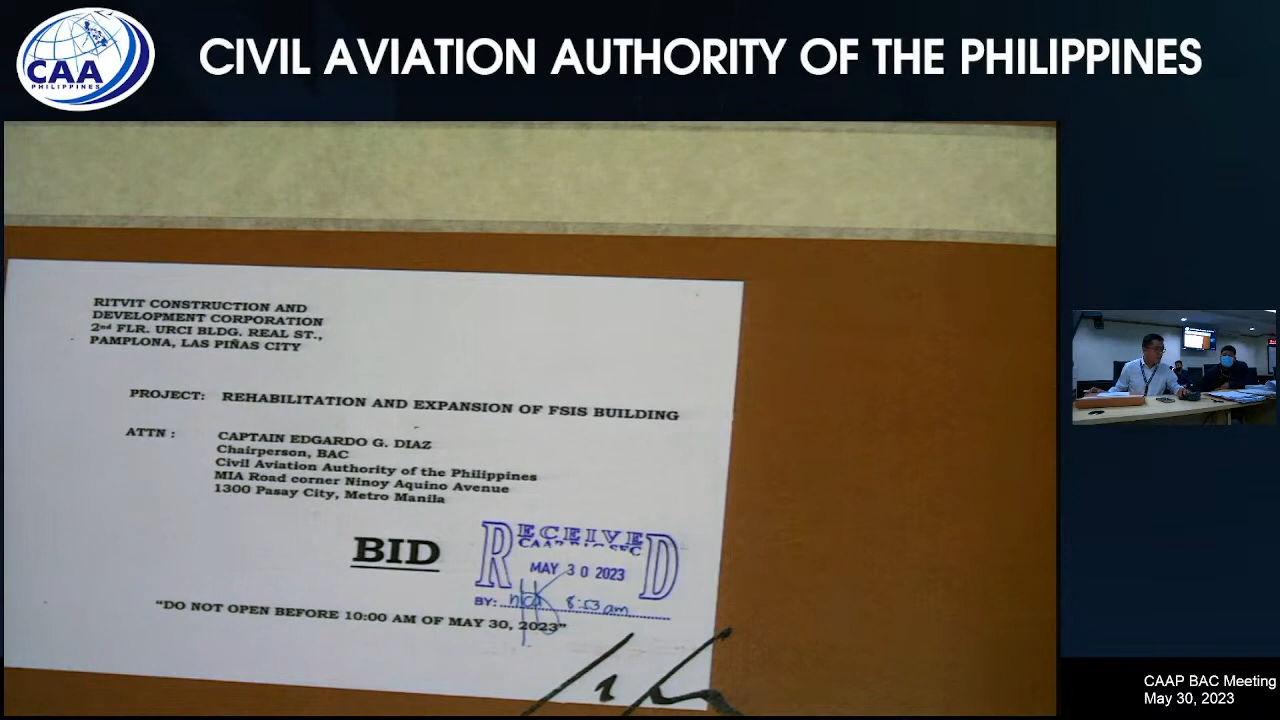 CAA
PHILIPPINES
CIVIL AVIATION AUTHORITY OF THE PHILIPPINES
RITVIT CONSTRUCTION AND
DEVELOPMENT CORPORATION
2nd FLR. URCI BLDG. REAL ST.,
PAMPLONA, LAS PIÑAS CITY
PROJECT: REHABILITATION AND EXPANSION OF FSIS BUILDING
ATTN : CAPTAIN EDGARDO G. DIAZ
Chairperson, BAC
Civil Aviation Authority of the Philippines
MIA Road corner Ninoy Aquino Avenue
1300 Pasay City, Metro Manila
BID
RECEIVED
MAY 30 2023
BY: 8:53 am
"DO NOT OPEN BEFORE 10:00 AM OF MAY 30, 2023"
CAAP BAC Meeting
May 30, 2023